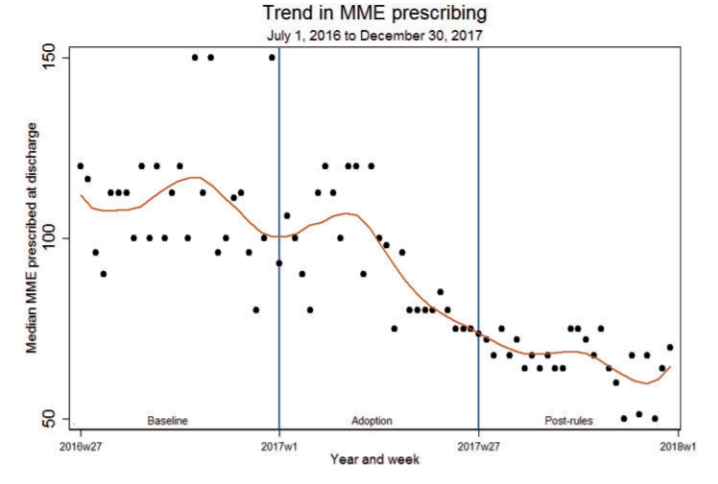 Trend in MME prescribing
July 1, 2016 to December 30, 2017
Median MME prescribed at discharge
150
100
50
Baseline
Adoption
Post-rules
2016w27
2017w1
2017w27
2018w1
Year and week